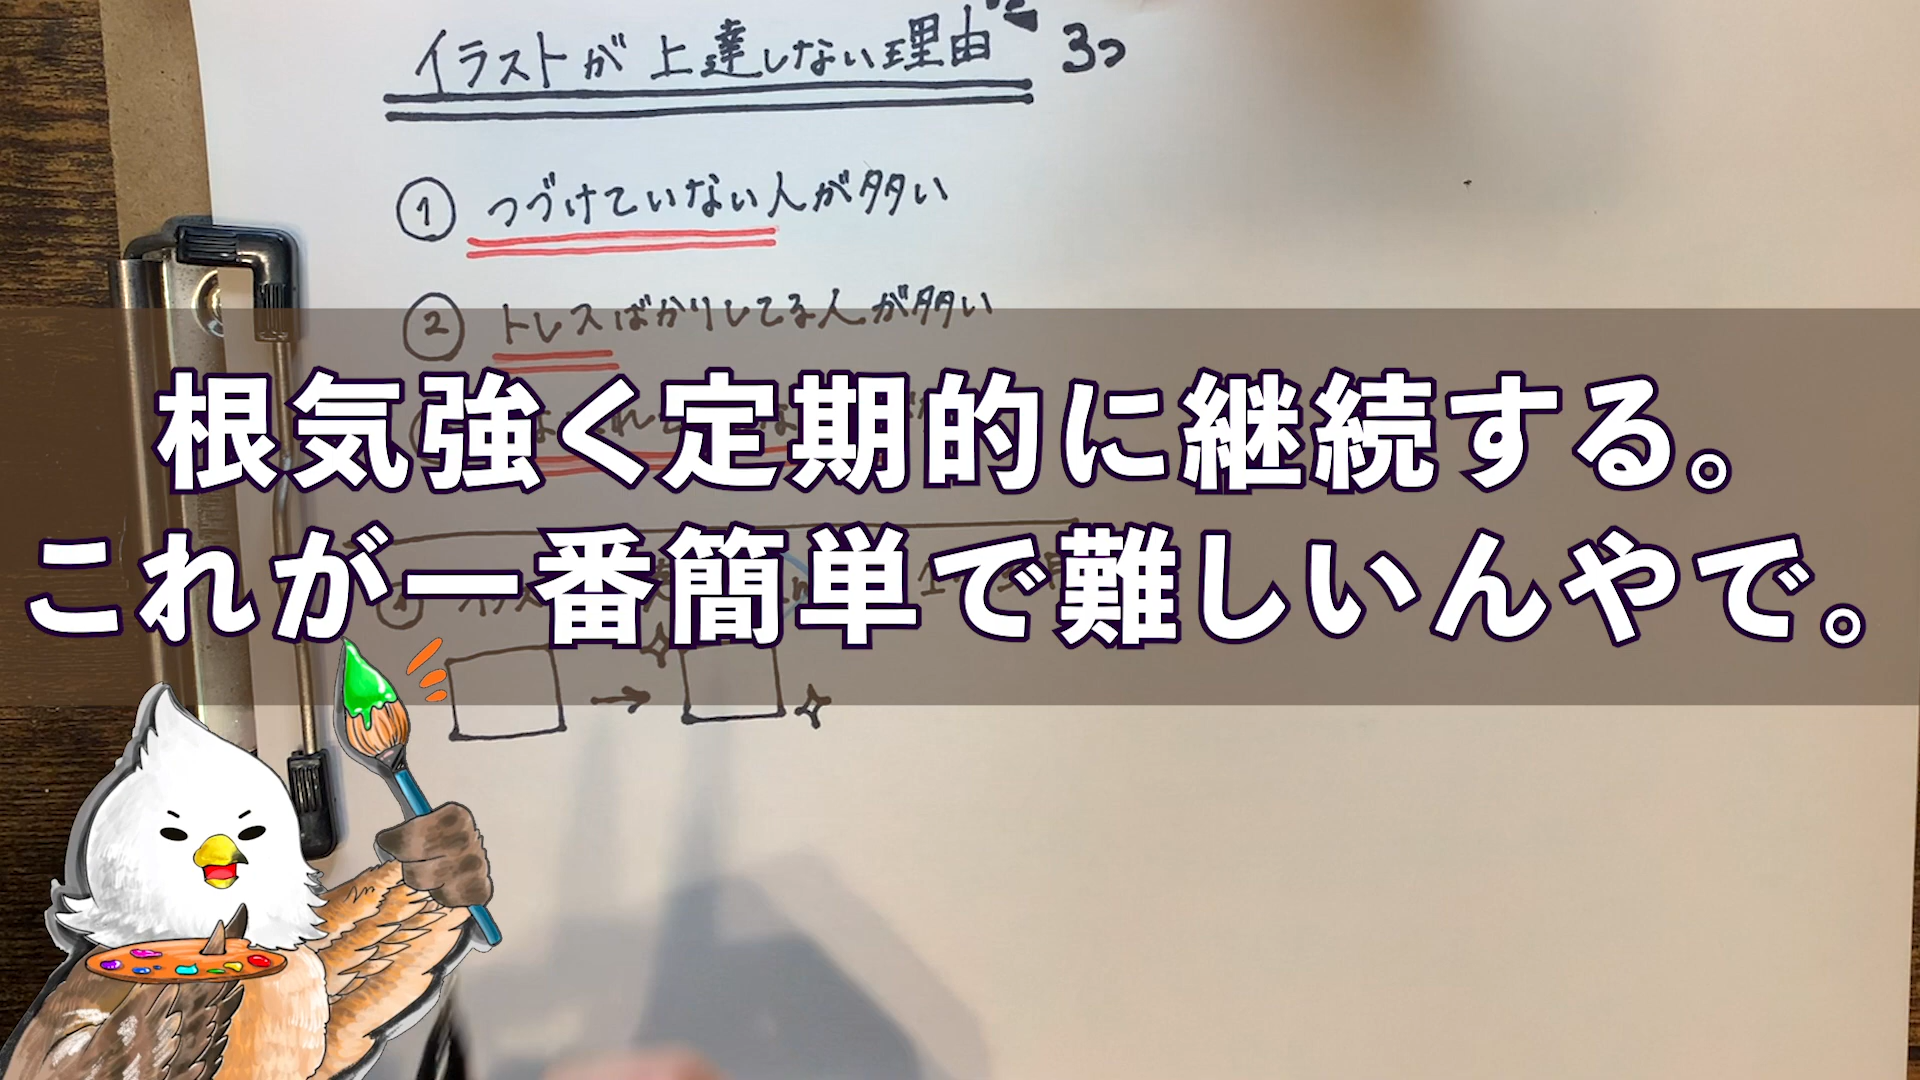 イラストが上達しない理由 3つ
① つづけていない人が多い
② トレスばかりしてる人が多い
根気強く定期的に継続する。
これが一番簡単で難しいんやで。